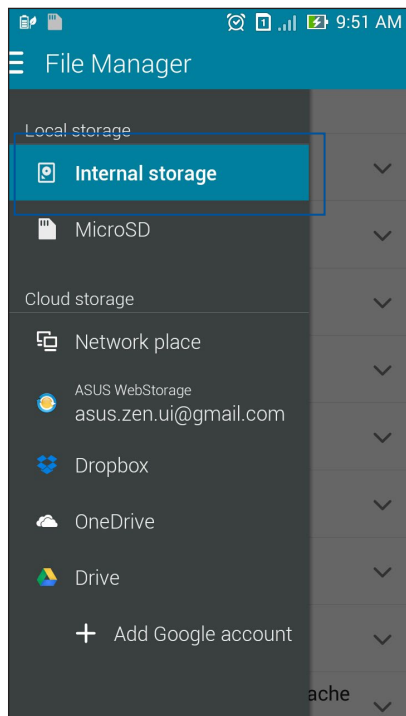 1 9:51 AM
File Manager
Local storage
Internal storage
MicroSD
Cloud storage
Network place
ASUS WebStorage
asus.zen.ui@gmail.com
Dropbox
OneDrive
Drive
+ Add Google account
ache